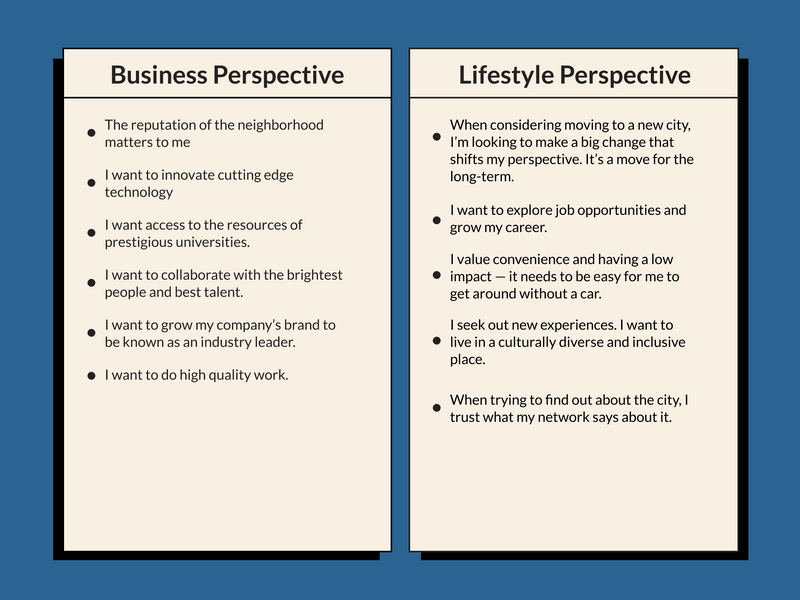 Business Perspective
The reputation of the neighborhood
matters to me
I want to innovate cutting edge
technology
I want access to the resources of
prestigious universities.
I want to collaborate with the brightest
people and best talent.
I want to grow my company’s brand to
be known as an industry leader.
I want to do high quality work.
Lifestyle Perspective
When considering moving to a new city,
I’m looking to make a big change that
shifts my perspective. It’s a move for the
long-term.
I want to explore job opportunities and
grow my career.
I value convenience and having a low
impact — it needs to be easy for me to
get around without a car.
I seek out new experiences. I want to
live in a culturally diverse and inclusive
place.
When trying to find out about the city, I
trust what my network says about it.